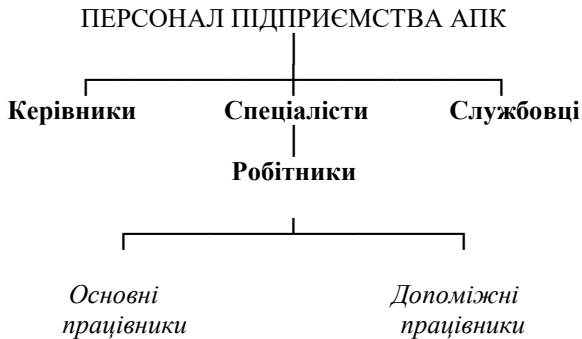 ПЕРСОНАЛ ПІДПРИЄМСТВА АПК
Керівники Спеціалісти Службовці
Робітники
Основні Допоміжні
працівники працівники